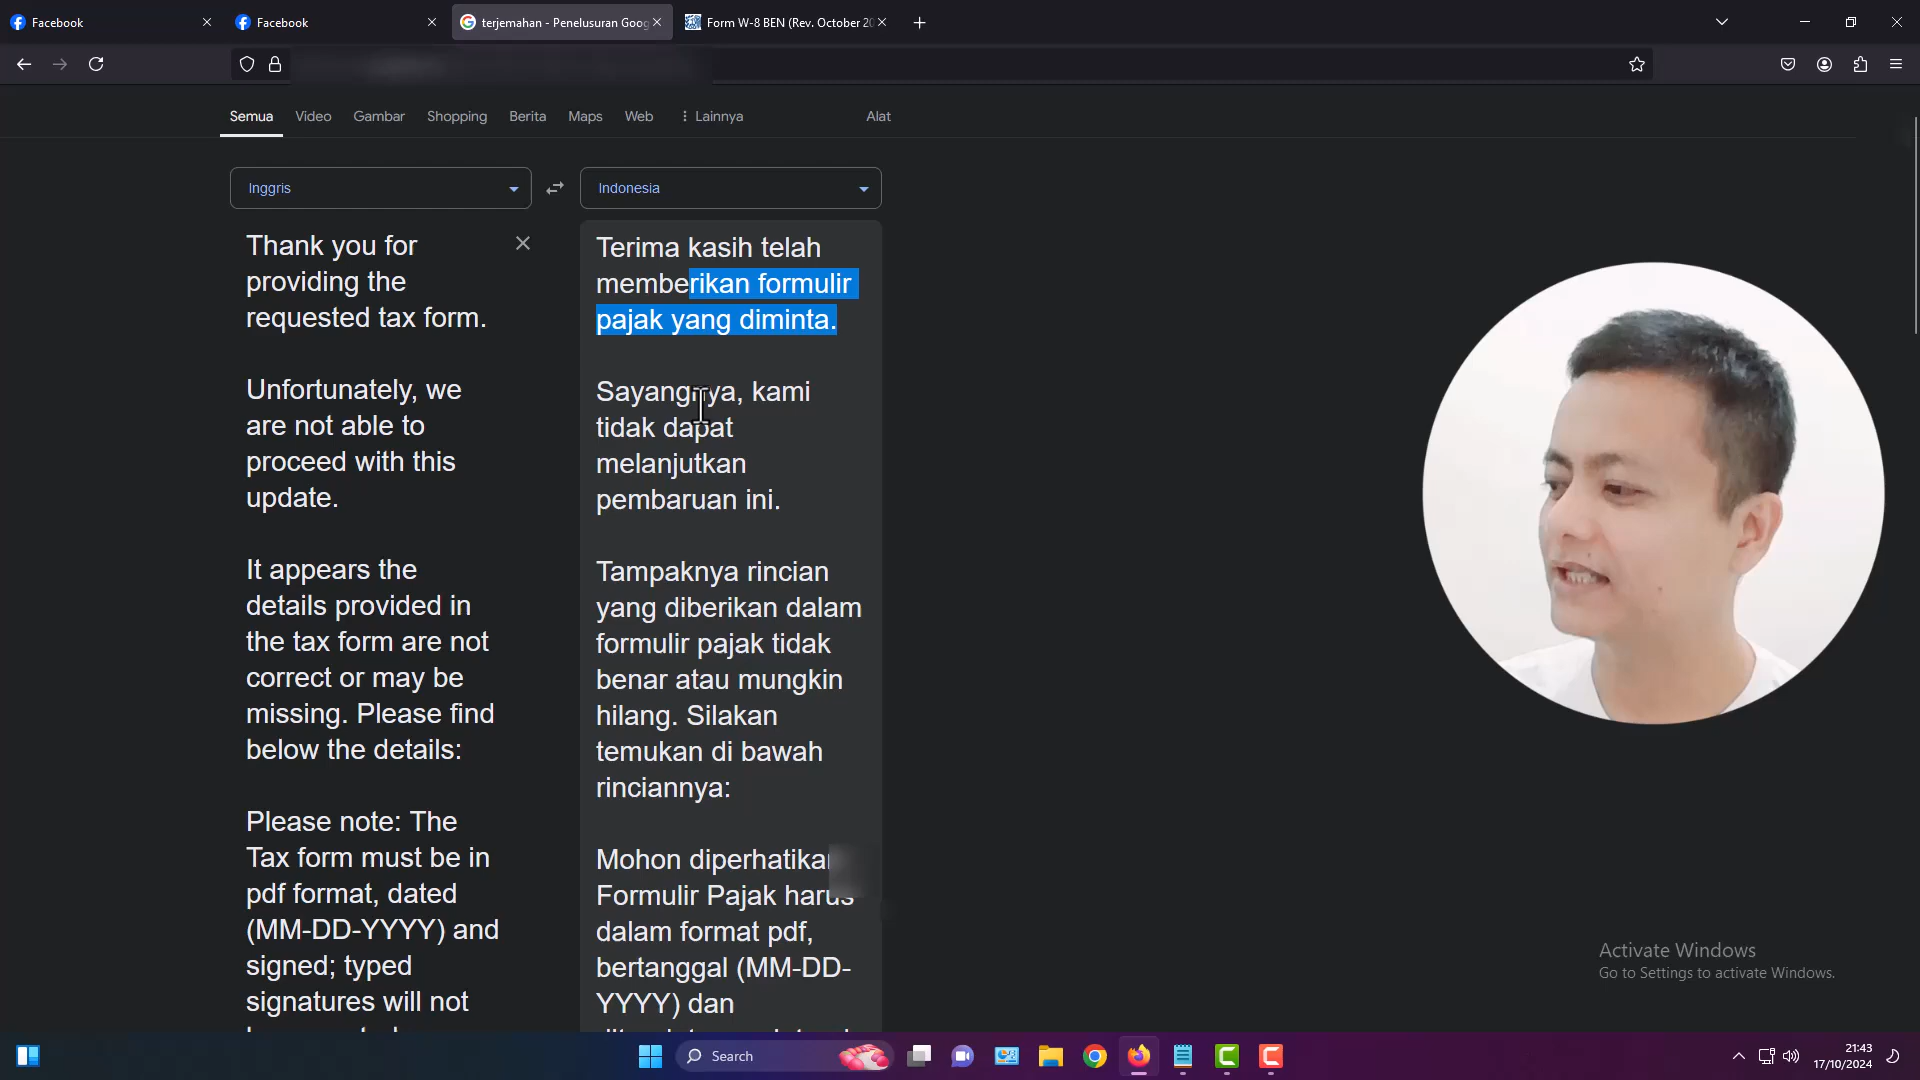 Facebook
Facebook
terjemahan - Penelusuran Goog
Form W-8 BEN (Rev. October 20
Semua
Video
Gambar
Shopping
Berita
Maps
Web
Lainnya
Alat
Inggris
Indonesia
Thank you for
providing the
requested tax form.
Unfortunately, we
are not able to
proceed with this
update.
It appears the
details provided in
the tax form are not
correct or may be
missing. Please find
below the details:
Please note: The
Tax form must be in
pdf format, dated
(MM-DD-YYYY) and
signed; typed
signatures will not
Terima kasih telah
memberikan formulir
pajak yang diminta.
Sayangnya, kami
tidak dapat
melanjutkan
pembaruan ini.
Tampaknya rincian
yang diberikan dalam
formulir pajak tidak
benar atau mungkin
hilang. Silakan
temukan di bawah
rinciannya:
Mohon diperhatikan
Formulir Pajak harus
dalam format pdf,
bertanggal (MM-DD-
YYYY) dan
Activate Windows
Go to Settings to activate Windows.
Search
21:43
17/10/2024